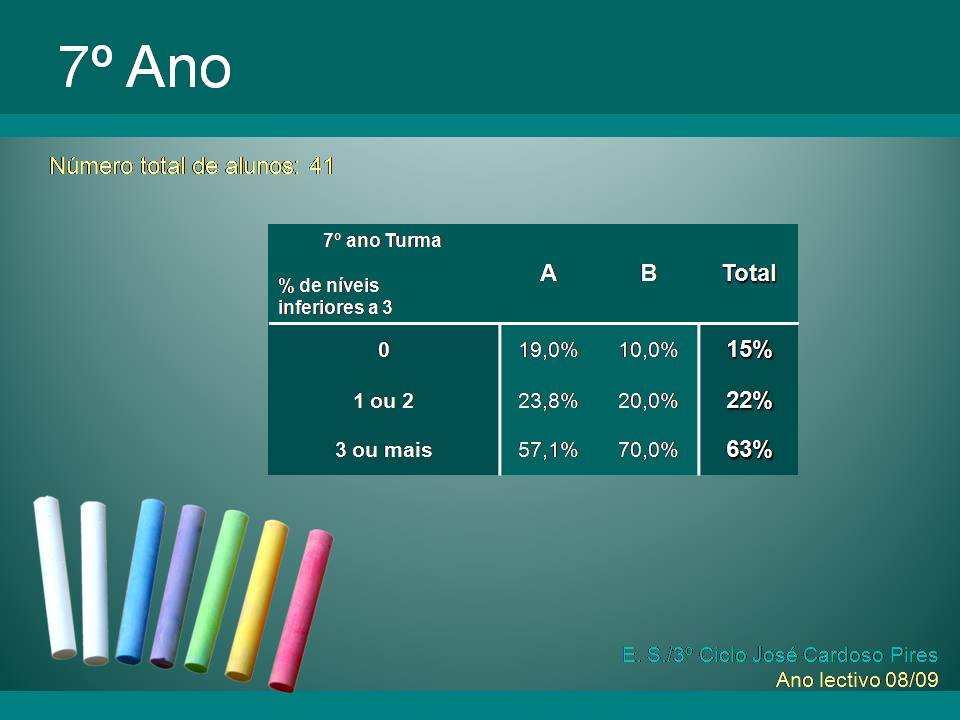 7º Ano
Número total de alunos: 41
7º ano Turma
% de níveis
inferiores a 3
A B Total
0 19,0% 10,0% 15%
1 ou 2 23,8% 20,0% 22%
3 ou mais 57,1% 70,0% 63%
E. S./3º Ciclo José Cardoso Pires
Ano lectivo 08/09